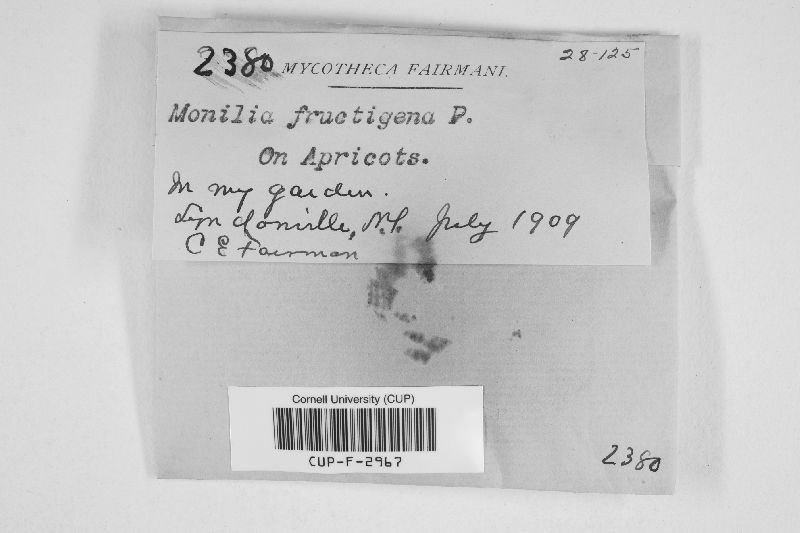 2380 MYCOTHECA FAIRMANI. 28-125
Monilia fructigena P.
On Apricots.
In my garden.
Lyndonville, N.Y. July 1909
C E Fairman
Cornell University (CUP)
CUP-F-2967
2380